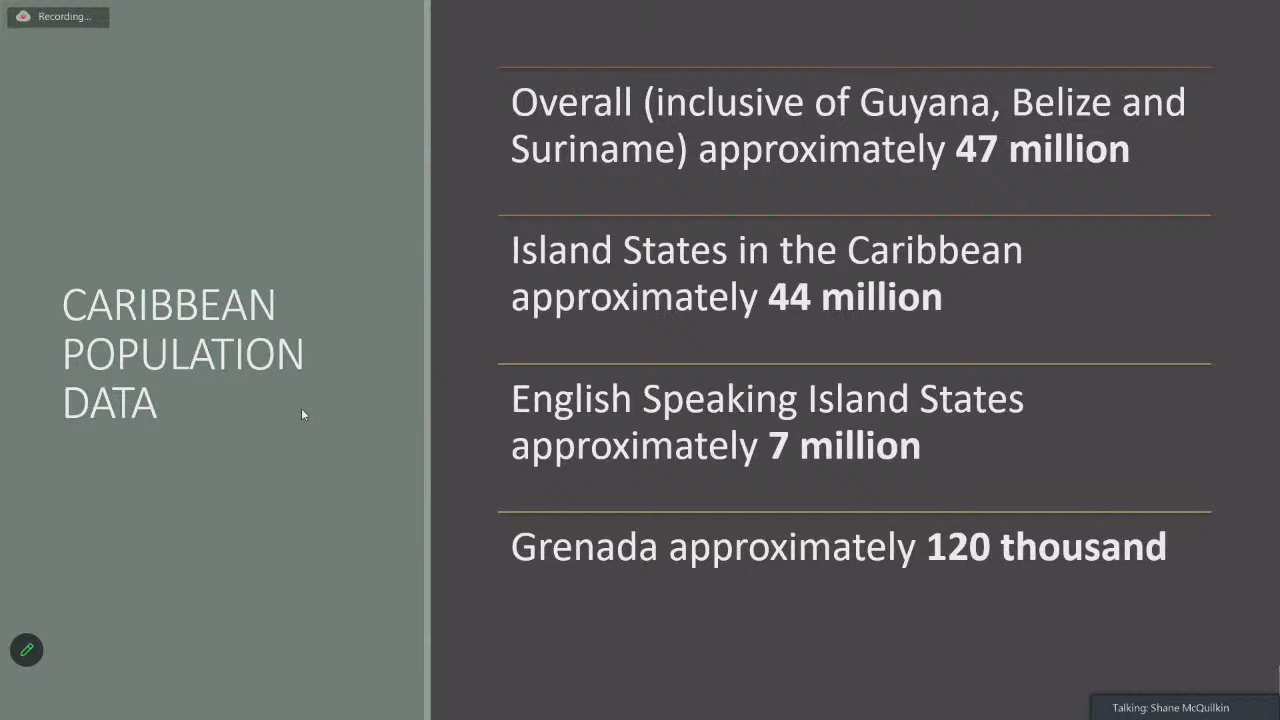 Recording...
CARIBBEAN
POPULATION
DATA
Overall (inclusive of Guyana, Belize and
Suriname) approximately 47 million
Island States in the Caribbean
approximately 44 million
English Speaking Island States
approximately 7 million
Grenada approximately 120 thousand
Talking: Shane McQuilkin